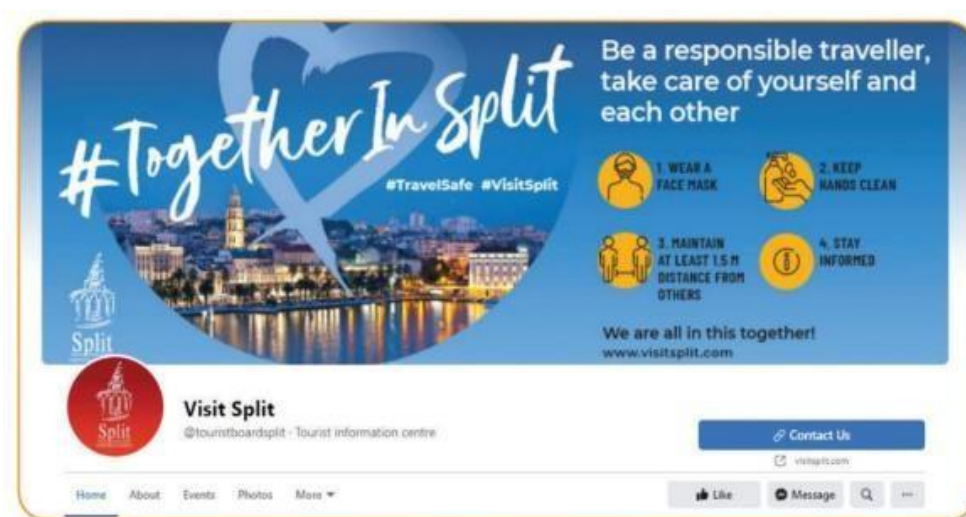 #TogetherInSplit
#TravelSafe #VisitSplit
Be a responsible traveller,
take care of yourself and
each other
1. WEAR A
FACE MASK
2. KEEP
HANDS CLEAN
3. MAINTAIN
AT LEAST 1.5 M
DISTANCE FROM
OTHERS
4. STAY
INFORMED
We are all in this together!
www.visitsplit.com
Split
Split
Visit Split
@touristboardsplit · Tourist information centre
Contact Us
visitsplit.com
Home About Events Photos More
Like Message